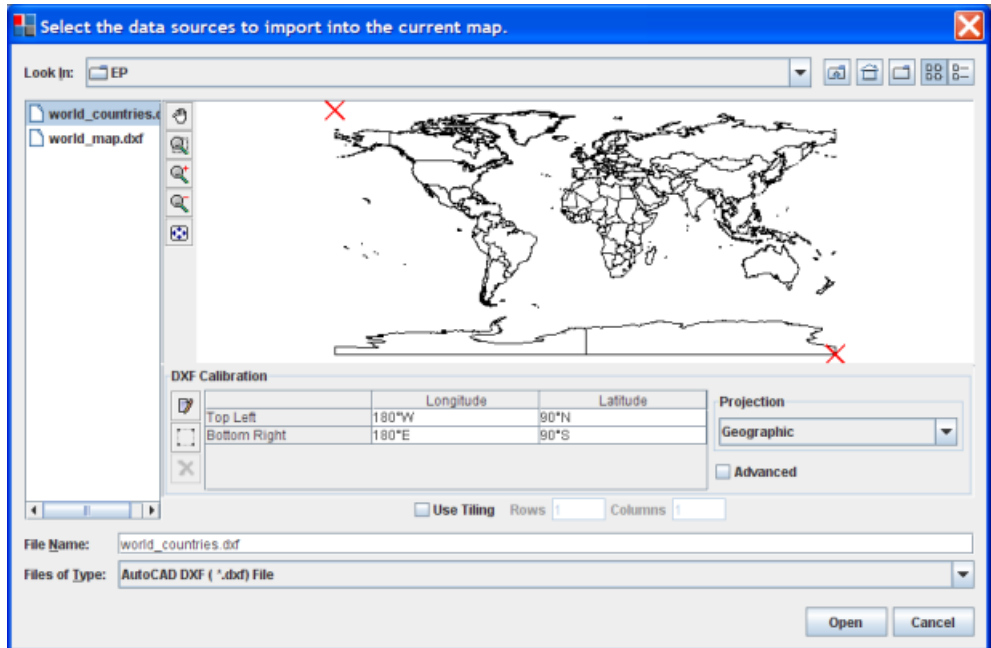 Select the data sources to import into the current map.
Look In: EP
world_countries.d
world_map.dxf
DXF Calibration
Longitude Latitude
Top Left 180°W 90°N
Bottom Right 180°E 90°S
Projection
Geographic
Advanced
Use Tiling Rows 1 Columns 1
File Name: world_countries.dxf
Files of Type: AutoCAD DXF ( *.dxf) File
Open Cancel